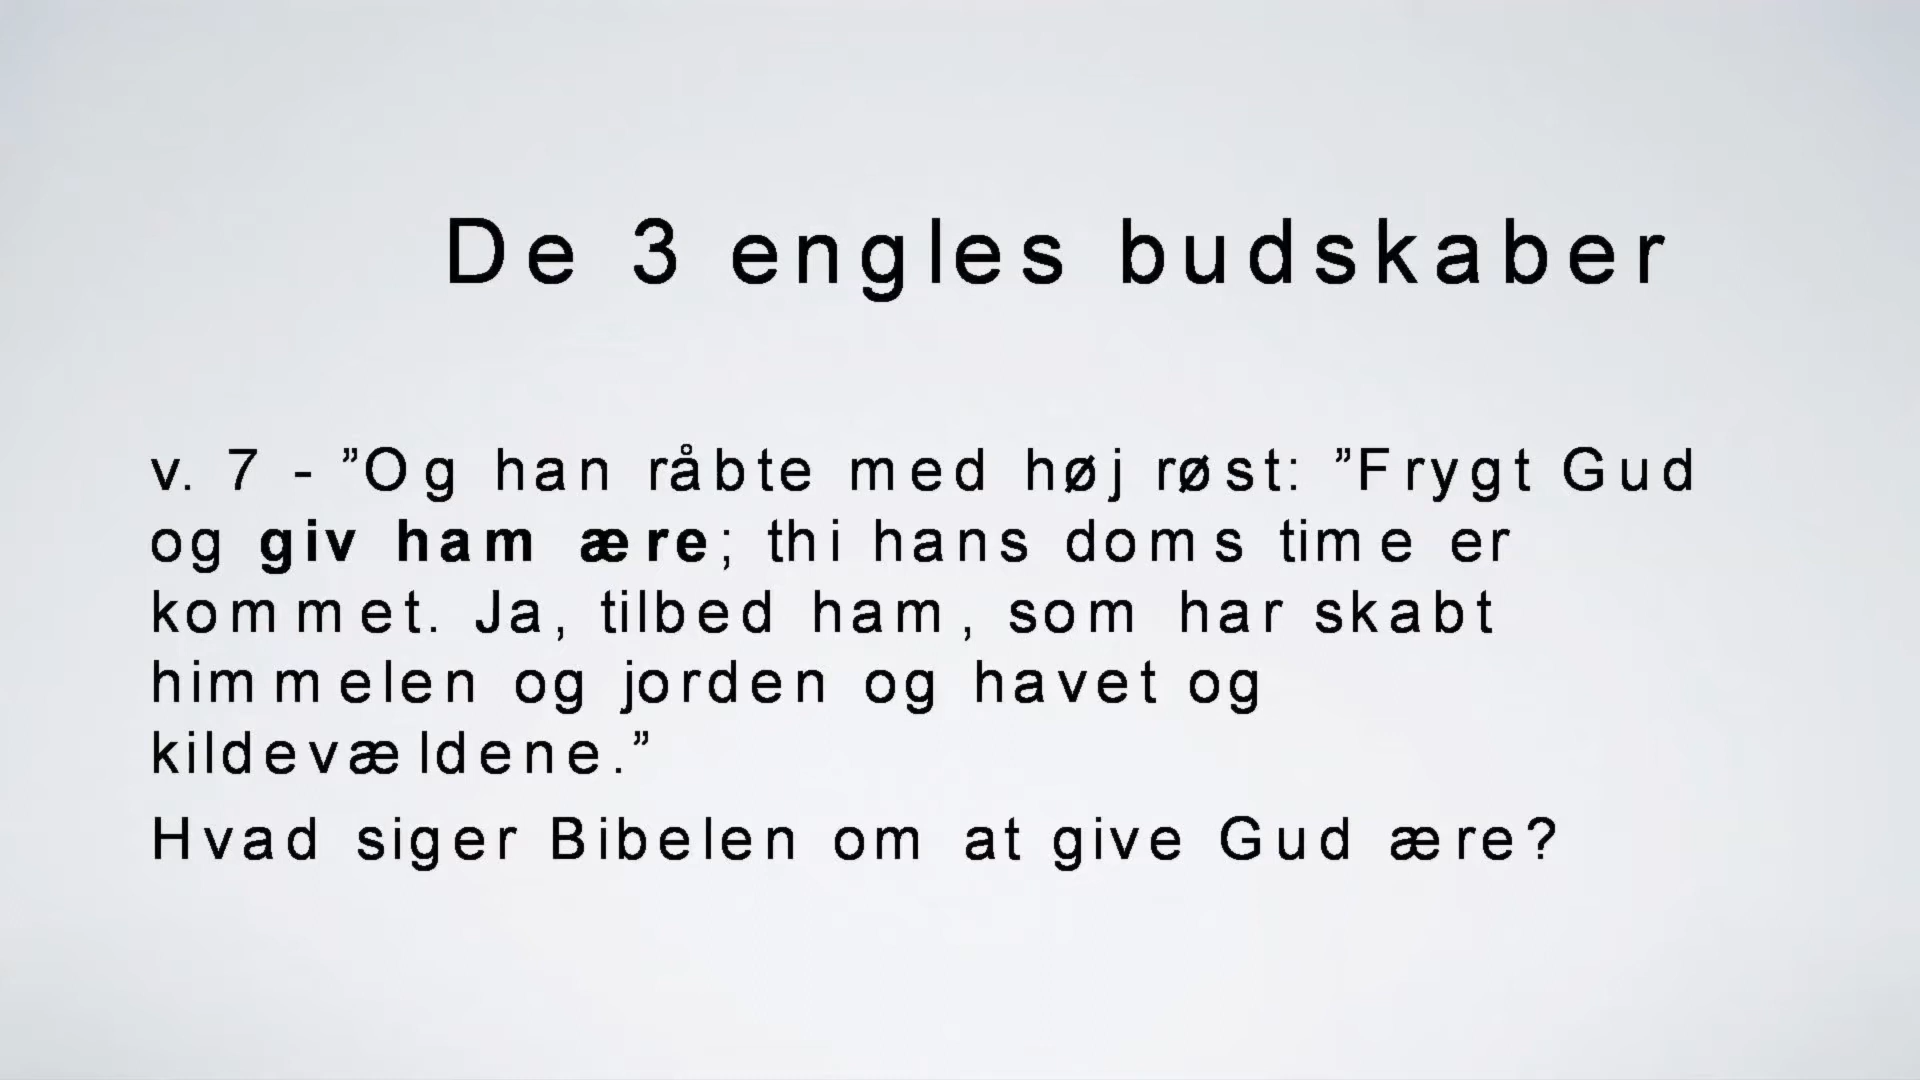 De 3 engles budskaber
v. 7 - ”Og han råbte med høj røst: ”Frygt Gud
og giv ham ære; thi hans doms time er
kommet. Ja, tilbed ham, som har skabt
himmelen og jorden og havet og
kildevældene.”
Hvad siger Bibelen om at give Gud ære?